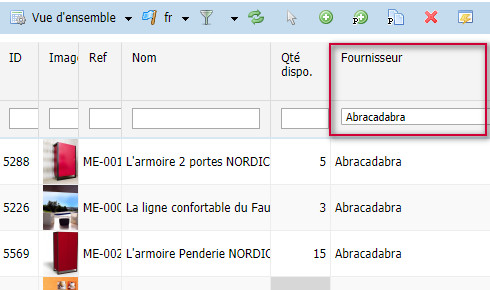 Vue d'ensemble fr
ID Image Ref Nom Qté dispo. Fournisseur
Abracadabra
5288 ME-001 L'armoire 2 portes NORDIC 5 Abracadabra
5226 ME-000 La ligne confortable du Fau 3 Abracadabra
5569 ME-002 L'armoire Penderie NORDIC 15 Abracadabra